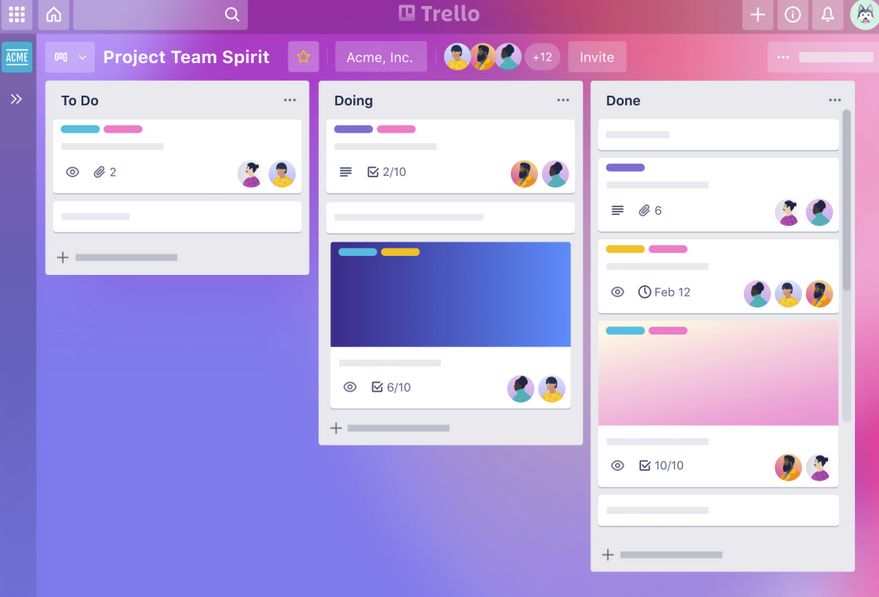 Trello
ACME
Project Team Spirit
Acme, Inc.
+12
Invite
To Do
2
Doing
2/10
6/10
Done
6
Feb 12
10/10